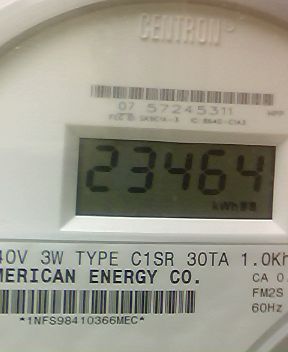 CENTRON
07 57245311
23464
kWh
40V 3W TYPE C1SR 30TA 1.0Kh
MERICAN ENERGY CO.
CA 0.
FM2S
60Hz
*1NFS98410366MEC*